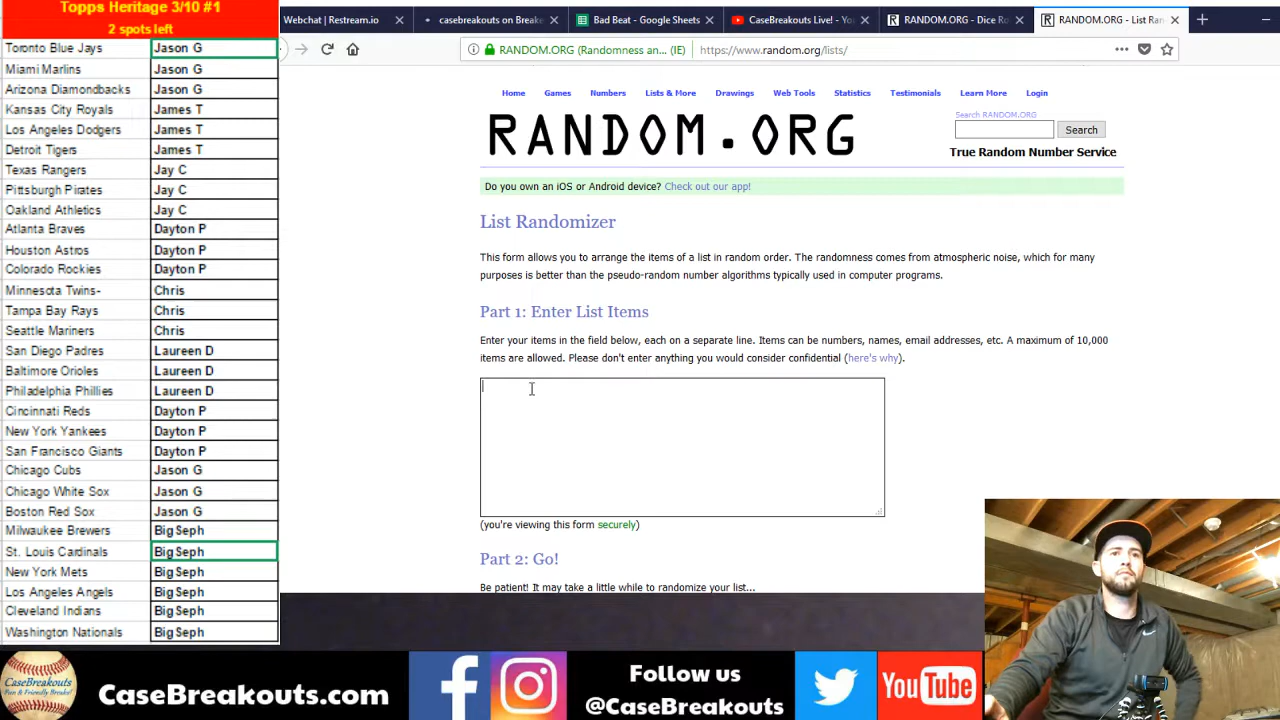 Topps Heritage 3/10 #1
2 spots left
Toronto Blue Jays Jason G
Miami Marlins Jason G
Arizona Diamondbacks Jason G
Kansas City Royals James T
Los Angeles Dodgers James T
Detroit Tigers James T
Texas Rangers Jay C
Pittsburgh Pirates Jay C
Oakland Athletics Jay C
Atlanta Braves Dayton P
Houston Astros Dayton P
Colorado Rockies Dayton P
Minnesota Twins- Chris
Tampa Bay Rays Chris
Seattle Mariners Chris
San Diego Padres Laureen D
Baltimore Orioles Laureen D
Philadelphia Phillies Laureen D
Cincinnati Reds Dayton P
New York Yankees Dayton P
San Francisco Giants Dayton P
Chicago Cubs Jason G
Chicago White Sox Jason G
Boston Red Sox Jason G
Milwaukee Brewers BigSeph
St. Louis Cardinals BigSeph
New York Mets BigSeph
Los Angeles Angels BigSeph
Cleveland Indians BigSeph
Washington Nationals BigSeph
Webchat | Restream.io
casebreakouts on Breake
Bad Beat - Google Sheets
CaseBreakouts Live! - Yo
RANDOM.ORG - Dice Ro
RANDOM.ORG - List Ran
RANDOM.ORG (Randomness an... (IE) https://www.random.org/lists/
Home Games Numbers Lists & More Drawings Web Tools Statistics Testimonials Learn More Login
RANDOM.ORG
Search RANDOM.ORG
Search
True Random Number Service
Do you own an iOS or Android device? Check out our app!
List Randomizer
This form allows you to arrange the items of a list in random order. The randomness comes from atmospheric noise, which for many
purposes is better than the pseudo-random number algorithms typically used in computer programs.
Part 1: Enter List Items
Enter your items in the field below, each on a separate line. Items can be numbers, names, email addresses, etc. A maximum of 10,000
items are allowed. Please don't enter anything you would consider confidential (here's why).
(you're viewing this form securely)
Part 2: Go!
Be patient! It may take a little while to randomize your list...
CaseBreakouts
Fun & Friendly Breaks!
CaseBreakouts.com
Follow us
@CaseBreakouts
YouTube